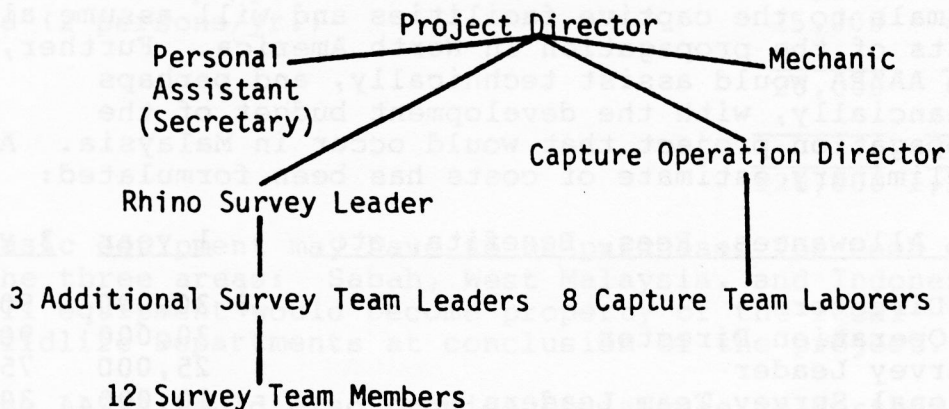 Project Director
Personal
Assistant
(Secretary)
Mechanic
Capture Operation Director
Rhino Survey Leader
3 Additional Survey Team Leaders
8 Capture Team Laborers
12 Survey Team Members